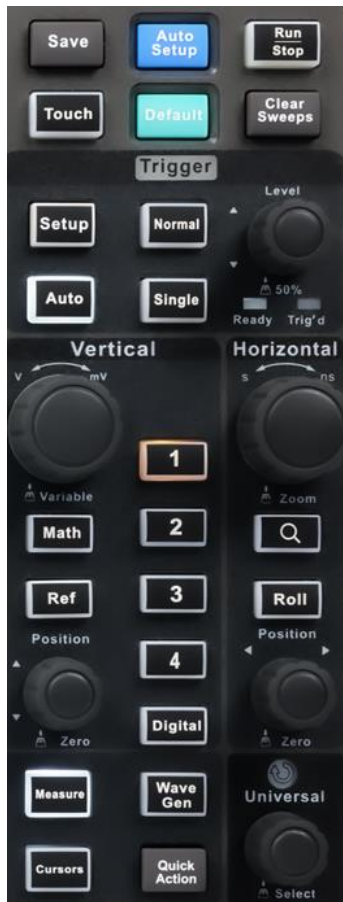 Save
Auto
Setup
Run
Stop
Touch
Default
Clear
Sweeps
Trigger
Level
Setup
Normal
50%
Auto
Single
Ready
Trig'd
Vertical
Horizontal
V
mV
s
ns
1
Variable
Zoom
Math
2
Ref
3
Roll
Position
Position
4
Zero
Digital
Zero
Measure
Wave
Gen
Universal
Cursors
Quick
Action
Select